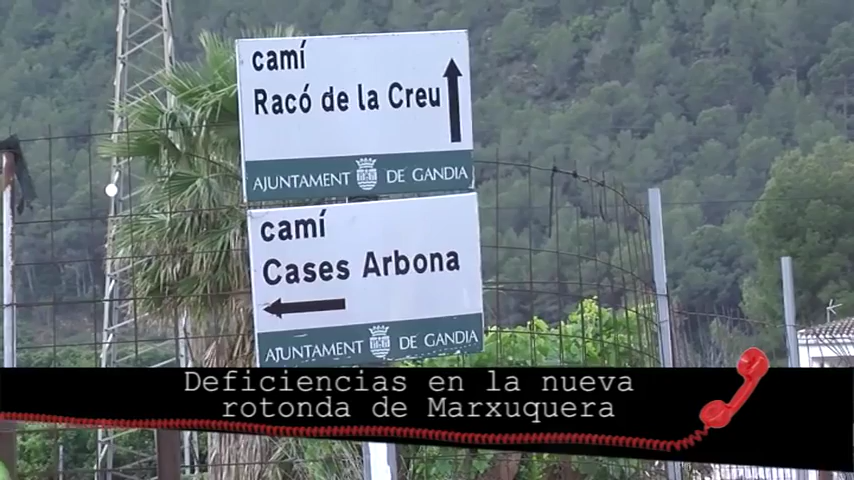 camí
Racó de la Creu
AJUNTAMENT DE GANDIA
camí
Cases Arbona
AJUNTAMENT DE GANDIA
Deficiencias en la nueva
rotonda de Marxuquera